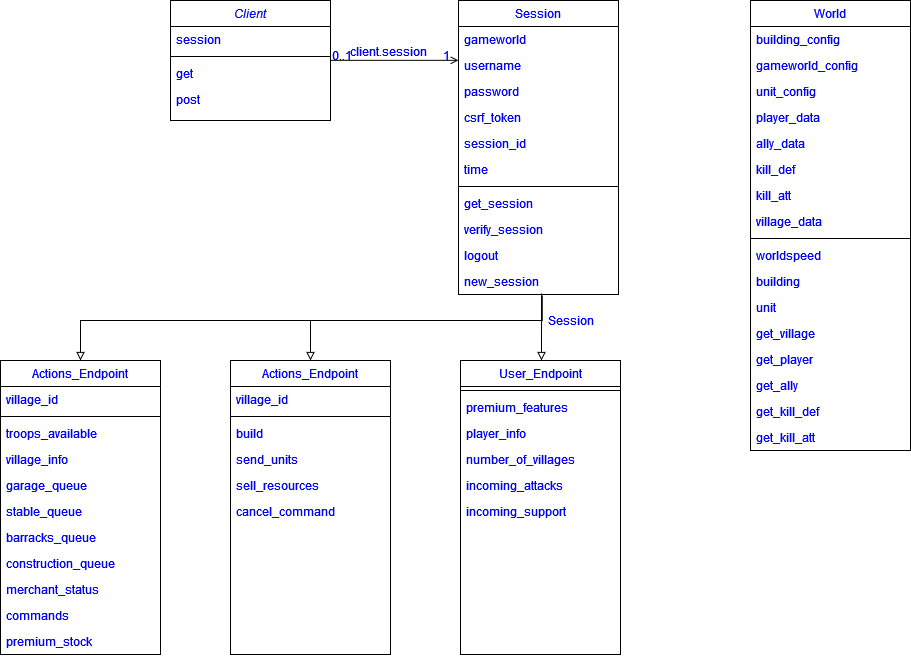 Client
session
get
post
0..1
client.session
1
Session
gameworld
username
password
csrf_token
session_id
time
get_session
verify_session
logout
new_session
World
building_config
gameworld_config
unit_config
player_data
ally_data
kill_def
kill_att
village_data
worldspeed
building
unit
get_village
get_player
get_ally
get_kill_def
get_kill_att
Session
Actions_Endpoint
village_id
troops_available
village_info
garage_queue
stable_queue
barracks_queue
construction_queue
merchant_status
commands
premium_stock
Actions_Endpoint
village_id
build
send_units
sell_resources
cancel_command
User_Endpoint
premium_features
player_info
number_of_villages
incoming_attacks
incoming_support